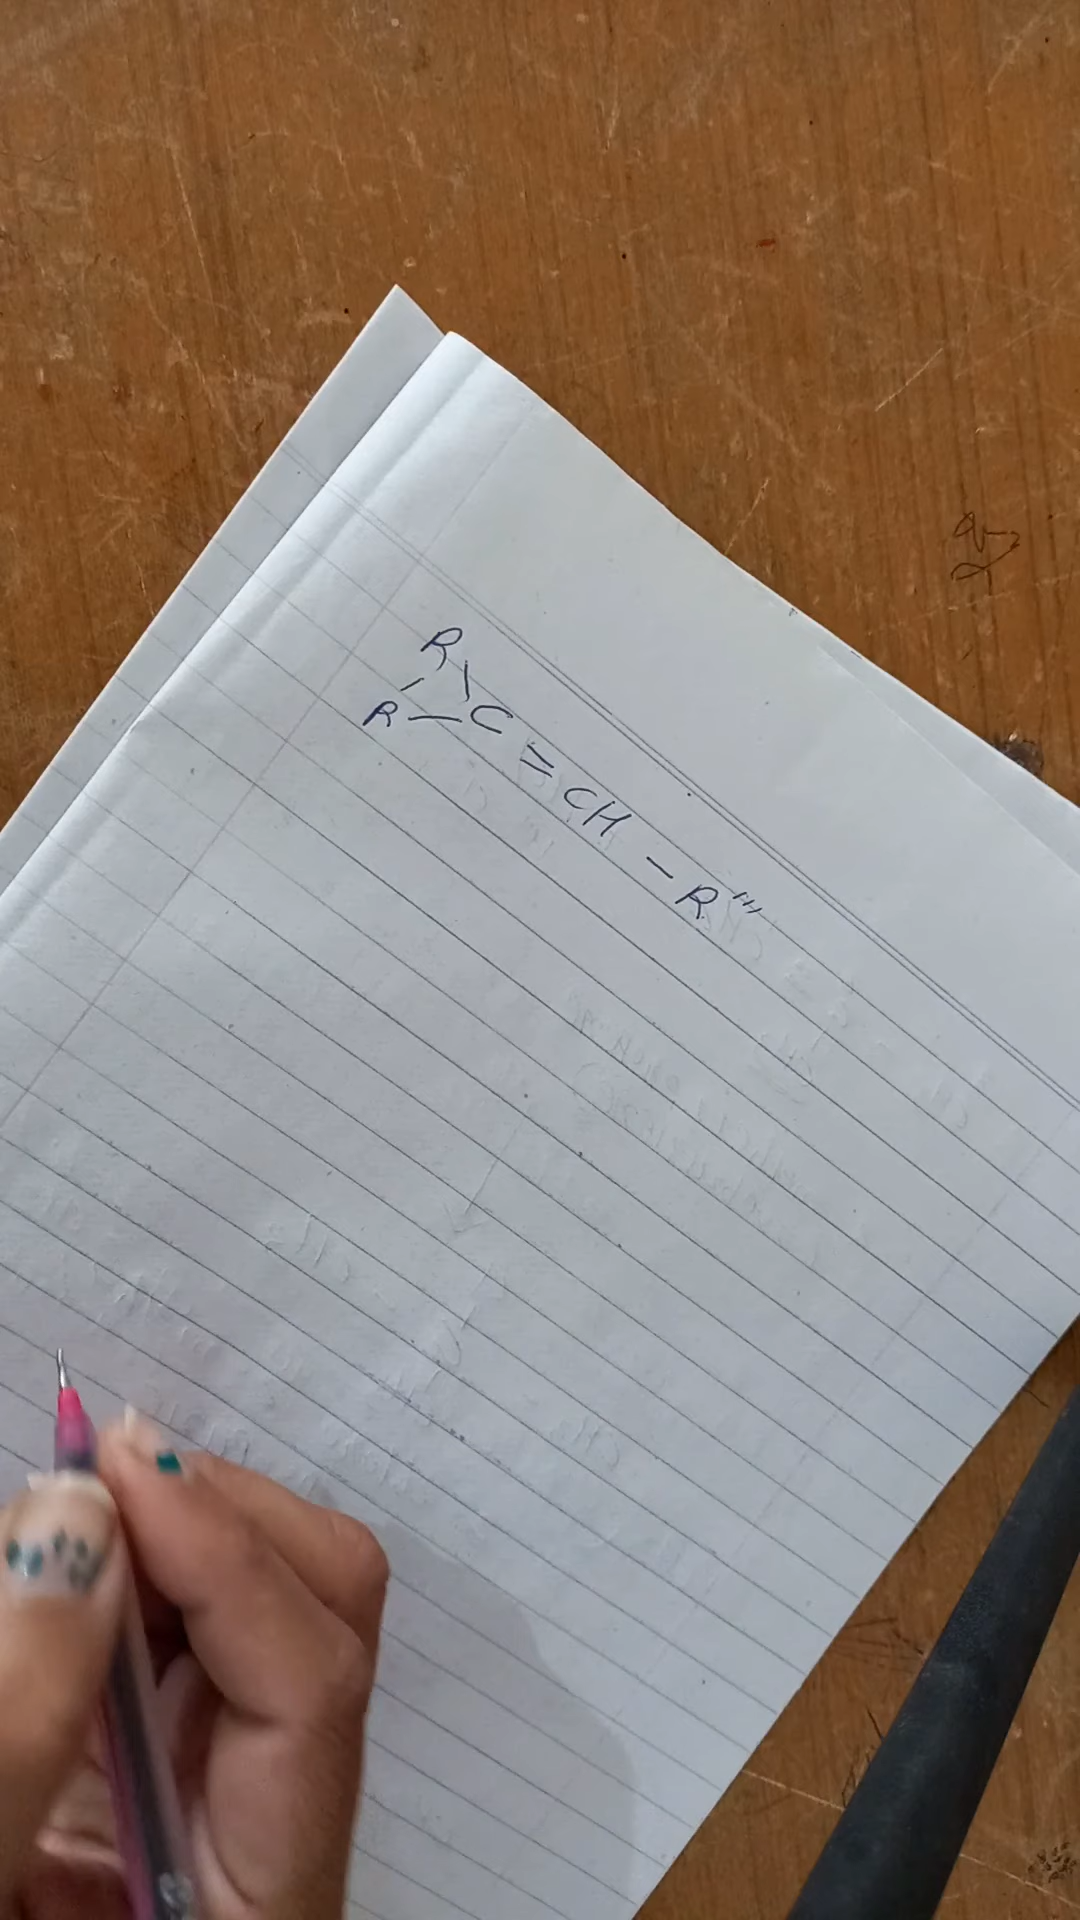 R
R' — C = CH — R'''